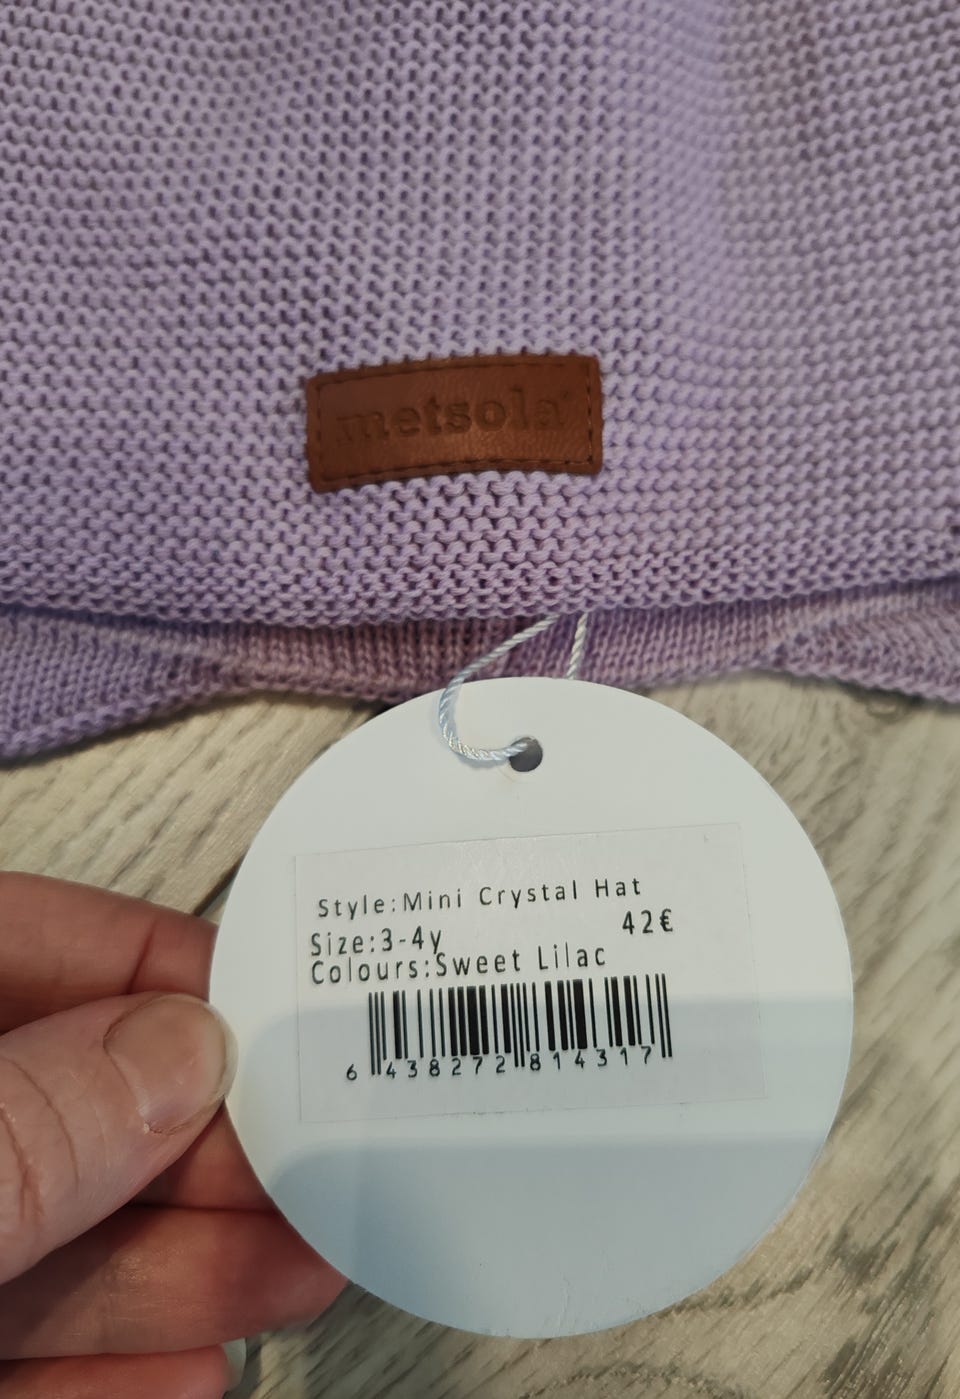 metsola
Style:Mini Crystal Hat
42€
Size:3-4y
Colours:Sweet Lilac
6 438272 814317